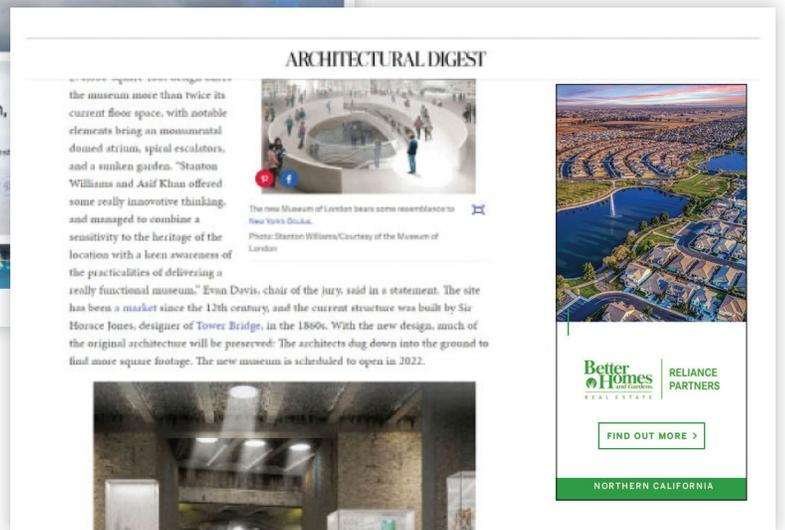 ARCHITECTURAL DIGEST
the museum more than twice its
current floor space, with notable
elements being an monumental
domed atrium, spiral escalators,
and a sunken garden. "Stanton
Williams and Asif Khan offered
some really innovative thinking,
and managed to combine a
sensitivity to the heritage of the
location with a keen awareness of
the practicalities of delivering a
really functional museum," Evan Davis, chair of the jury, said in a statement. The site
has been a market since the 12th century, and the current structure was built by Sir
Horace Jones, designer of Tower Bridge, in the 1860s. With the new design, much of
the original architecture will be preserved: The architects dug down into the ground to
find more square footage. The new museum is scheduled to open in 2022.
The new Museum of London bears some resemblance to
New York's Oculus.
Photo: Stanton Williams/Courtesy of the Museum of
London
Better
Homes
and Gardens
REAL ESTATE
RELIANCE
PARTNERS
FIND OUT MORE >
NORTHERN CALIFORNIA